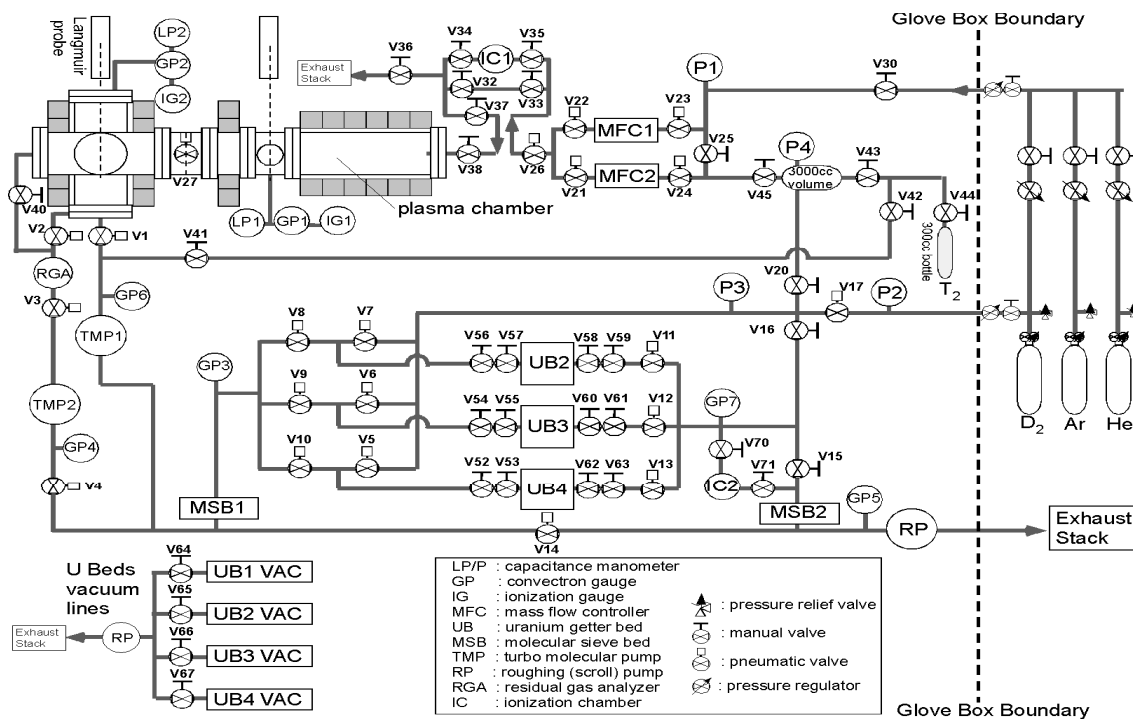 Glove Box Boundary
Langmuir
probe
LP2
GP2
IG2
V36
V34
V35
IC1
Exhaust
Stack
V32
V33
V37
V38
V26
V22
V23
MFC1
MFC2
V21
V24
P1
V25
V30
P4
3000cc
volume
V45
V43
V42
V44
300cc bottle
T2
V27
V40
V2
V1
plasma chamber
LP1
GP1
IG1
V41
RGA
V3
GP6
TMP1
TMP2
GP4
V4
V20
V17
P3
P2
V16
V8
V7
GP3
V9
V6
V10
V5
V56
V57
UB2
V58
V59
V11
V54
V55
UB3
V60
V61
V12
V52
V53
UB4
V62
V63
V13
GP7
V70
IC2
V71
V15
MSB1
MSB2
V14
GP5
RP
D2
Ar
He
Exhaust
Stack
U Beds
vacuum
lines
Exhaust
Stack
RP
V64
UB1 VAC
V65
UB2 VAC
V66
UB3 VAC
V67
UB4 VAC
LP/P : capacitance manometer
GP : convectron gauge
IG : ionization gauge
MFC : mass flow controller
UB : uranium getter bed
MSB : molecular sieve bed
TMP : turbo molecular pump
RP : roughing (scroll) pump
RGA : residual gas analyzer
IC : ionization chamber
: pressure relief valve
: manual valve
: pneumatic valve
: pressure regulator
Glove Box Boundary